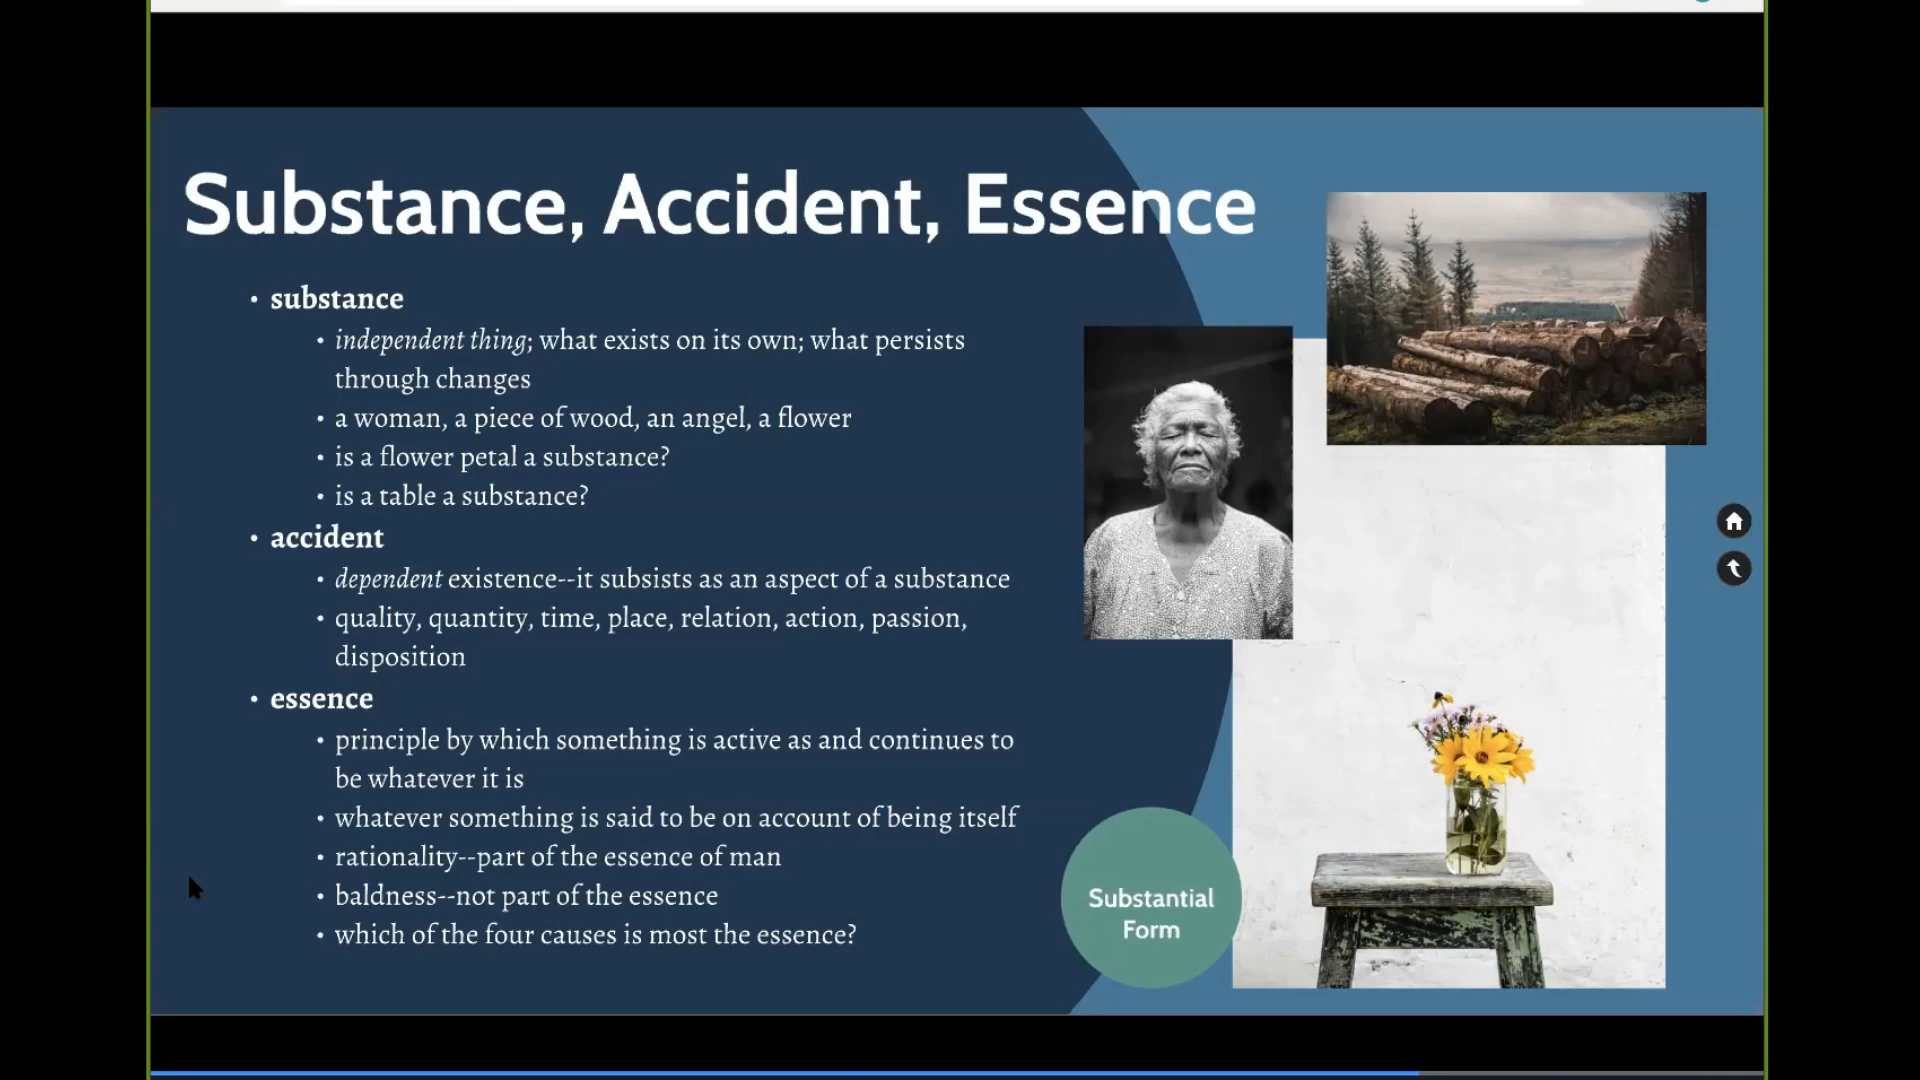 Substance, Accident, Essence
• substance
• independent thing; what exists on its own; what persists
through changes
• a woman, a piece of wood, an angel, a flower
• is a flower petal a substance?
• is a table a substance?
• accident
• dependent existence--it subsists as an aspect of a substance
• quality, quantity, time, place, relation, action, passion,
disposition
• essence
• principle by which something is active as and continues to
be whatever it is
• whatever something is said to be on account of being itself
• rationality--part of the essence of man
• baldness--not part of the essence
• which of the four causes is most the essence?
Substantial
Form